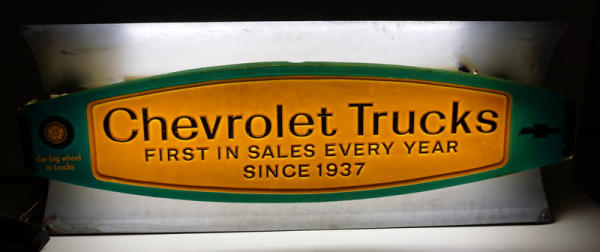 Chevrolet Trucks
FIRST IN SALES EVERY YEAR
SINCE 1937
the big wheel
in trucks